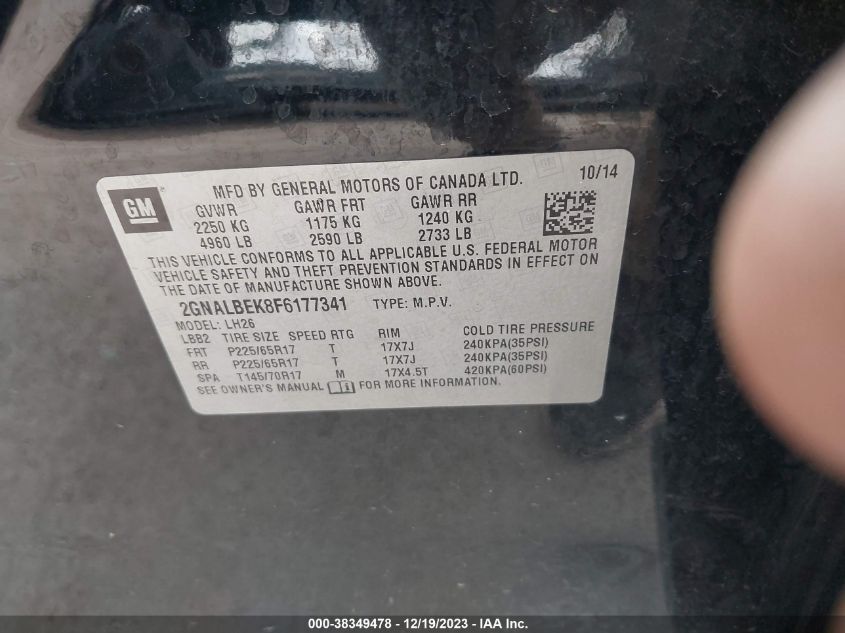 GM
MFD BY GENERAL MOTORS OF CANADA LTD. 10/14
GVWR GAWR FRT GAWR RR
2250 KG 1175 KG 1240 KG
4960 LB 2590 LB 2733 LB
THIS VEHICLE CONFORMS TO ALL APPLICABLE U.S. FEDERAL MOTOR
VEHICLE SAFETY AND THEFT PREVENTION STANDARDS IN EFFECT ON
THE DATE OF MANUFACTURE SHOWN ABOVE.
2GNALBEK8F6177341 TYPE: M.P.V.
MODEL: LH26
LBB2 TIRE SIZE SPEED RTG RIM COLD TIRE PRESSURE
FRT P225/65R17 T 17X7J 240KPA(35PSI)
RR P225/65R17 T 17X7J 240KPA(35PSI)
SPA T145/70R17 M 17X4.5T 420KPA(60PSI)
SEE OWNER'S MANUAL FOR MORE INFORMATION.
000-38349478 - 12/19/2023 - IAA Inc.